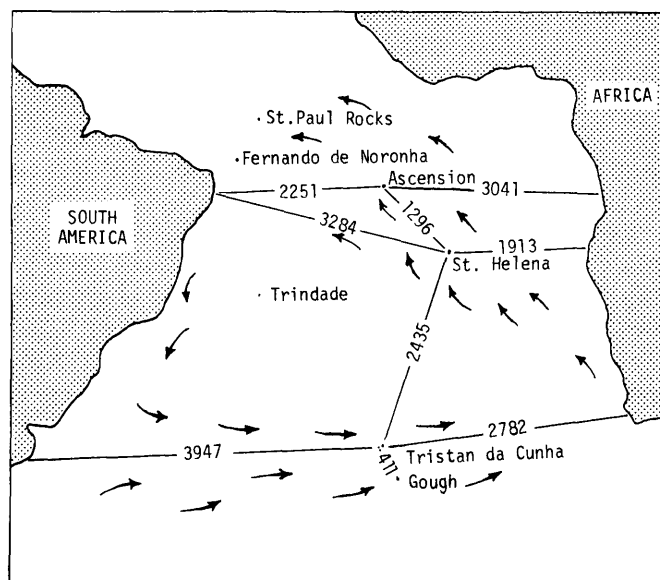 AFRICA
St.Paul Rocks
Fernando de Noronha
Ascension
2251
3041
SOUTH
AMERICA
1296
3284
1913
St. Helena
Trindade
2435
2782
3947
Tristan da Cunha
411
Gough